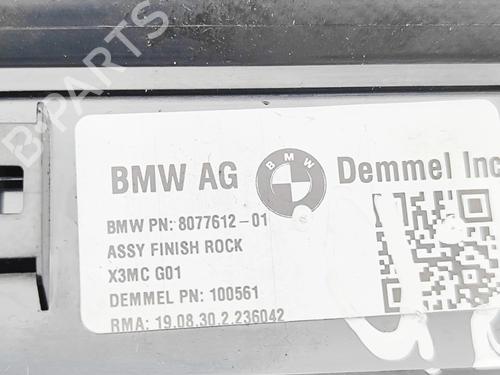 B-PARTS
BMW AG
BMW
Demmel Inc
BMW PN: 8077612-01
ASSY FINISH ROCK
X3MC G01
DEMMEL PN: 100561
RMA: 19.08.30.2.236042